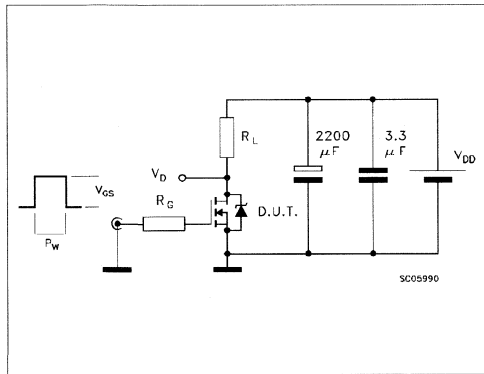 R_L
2200 μF
3.3 μF
V_DD
V_D
R_G
V_GS
D.U.T.
P_W
SC05990